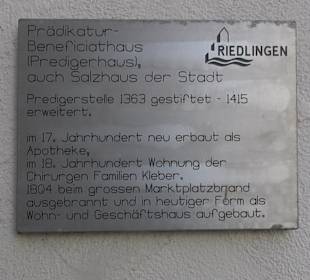 Prädikatur-
Beneficiathaus
(Predigerhaus),
auch Salzhaus der Stadt
RIEDLINGEN
Predigerstelle 1363 gestiftet - 1415
erweitert.
im 17. Jahrhundert neu erbaut als
Apotheke,
im 18. Jahrhundert Wohnung der
Chirurgen Familien Kleber.
1804 beim grossen Marktplatzbrand
ausgebrannt und in heutiger Form als
Wohn- und Geschäftshaus aufgebaut.